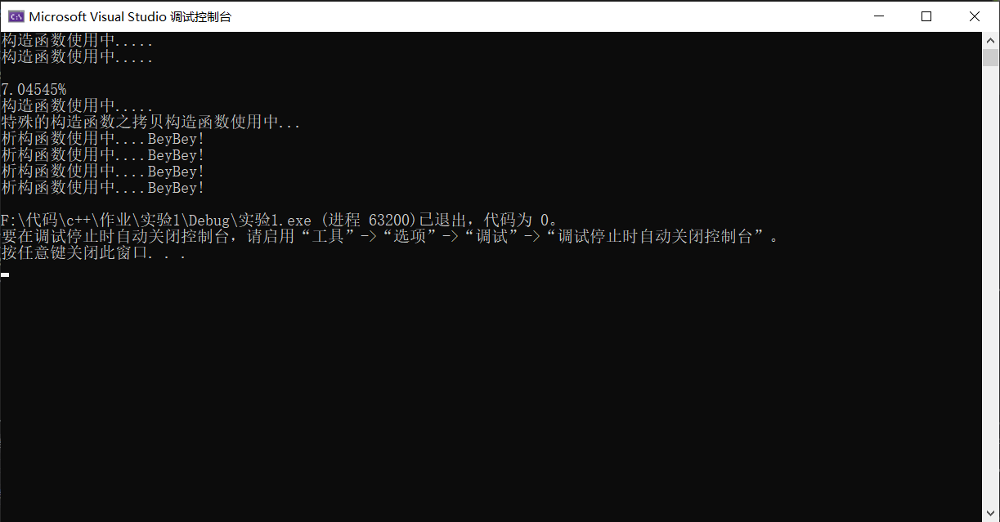 Microsoft Visual Studio 调试控制台
构造函数使用中.....
构造函数使用中.....
7.04545%
构造函数使用中.....
特殊的构造函数之拷贝构造函数使用中...
析构函数使用中....BeyBey!
析构函数使用中....BeyBey!
析构函数使用中....BeyBey!
析构函数使用中....BeyBey!
F:\代码\c++\作业\实验1\Debug\实验1.exe (进程 63200)已退出，代码为 0。
要在调试停止时自动关闭控制台，请启用“工具”->“选项”->“调试”->“调试停止时自动关闭控制台”。
按任意键关闭此窗口. . .